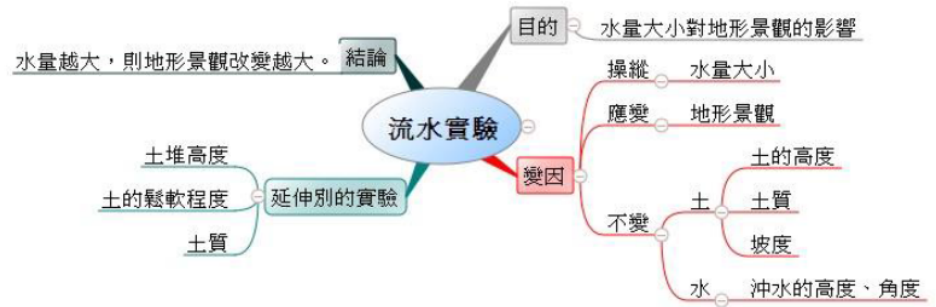 流水實驗
目的
水量大小對地形景觀的影響
變因
操縱
水量大小
應變
地形景觀
不變
土
土的高度
土質
坡度
水
沖水的高度、角度
結論
水量越大，則地形景觀改變越大。
延伸別的實驗
土堆高度
土的鬆軟程度
土質